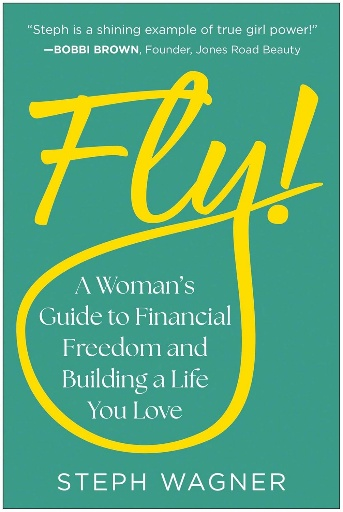 “Steph is a shining example of true girl power!”
—BOBBI BROWN, Founder, Jones Road Beauty
Fly!
A Woman’s
Guide to Financial
Freedom and
Building a Life
You Love
STEPH WAGNER